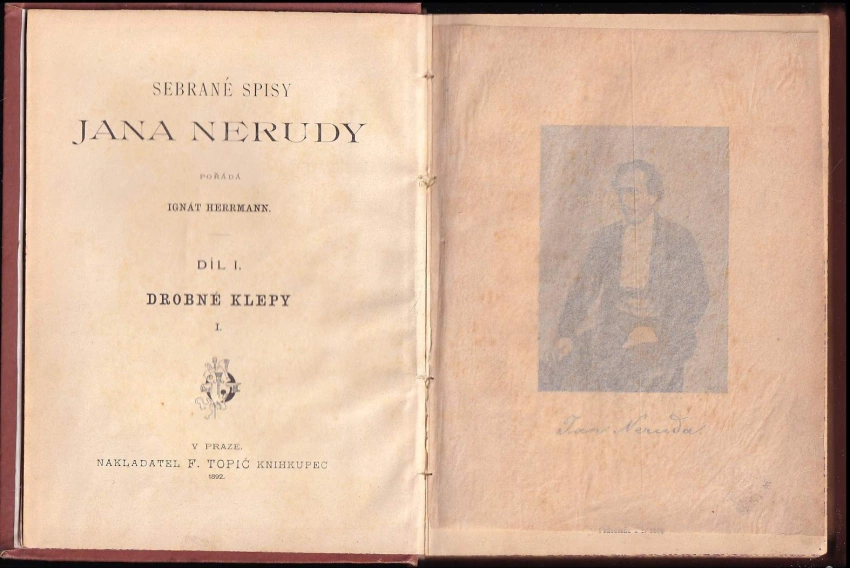 SEBRANÉ SPISY
JANA NERUDY
POŘÁDÁ
IGNÁT HERRMANN.
DÍL I.
DROBNÉ KLEPY
I.
V PRAZE.
NAKLADATEL F. TOPIČ KNIHKUPEC
1892.
Jan Neruda